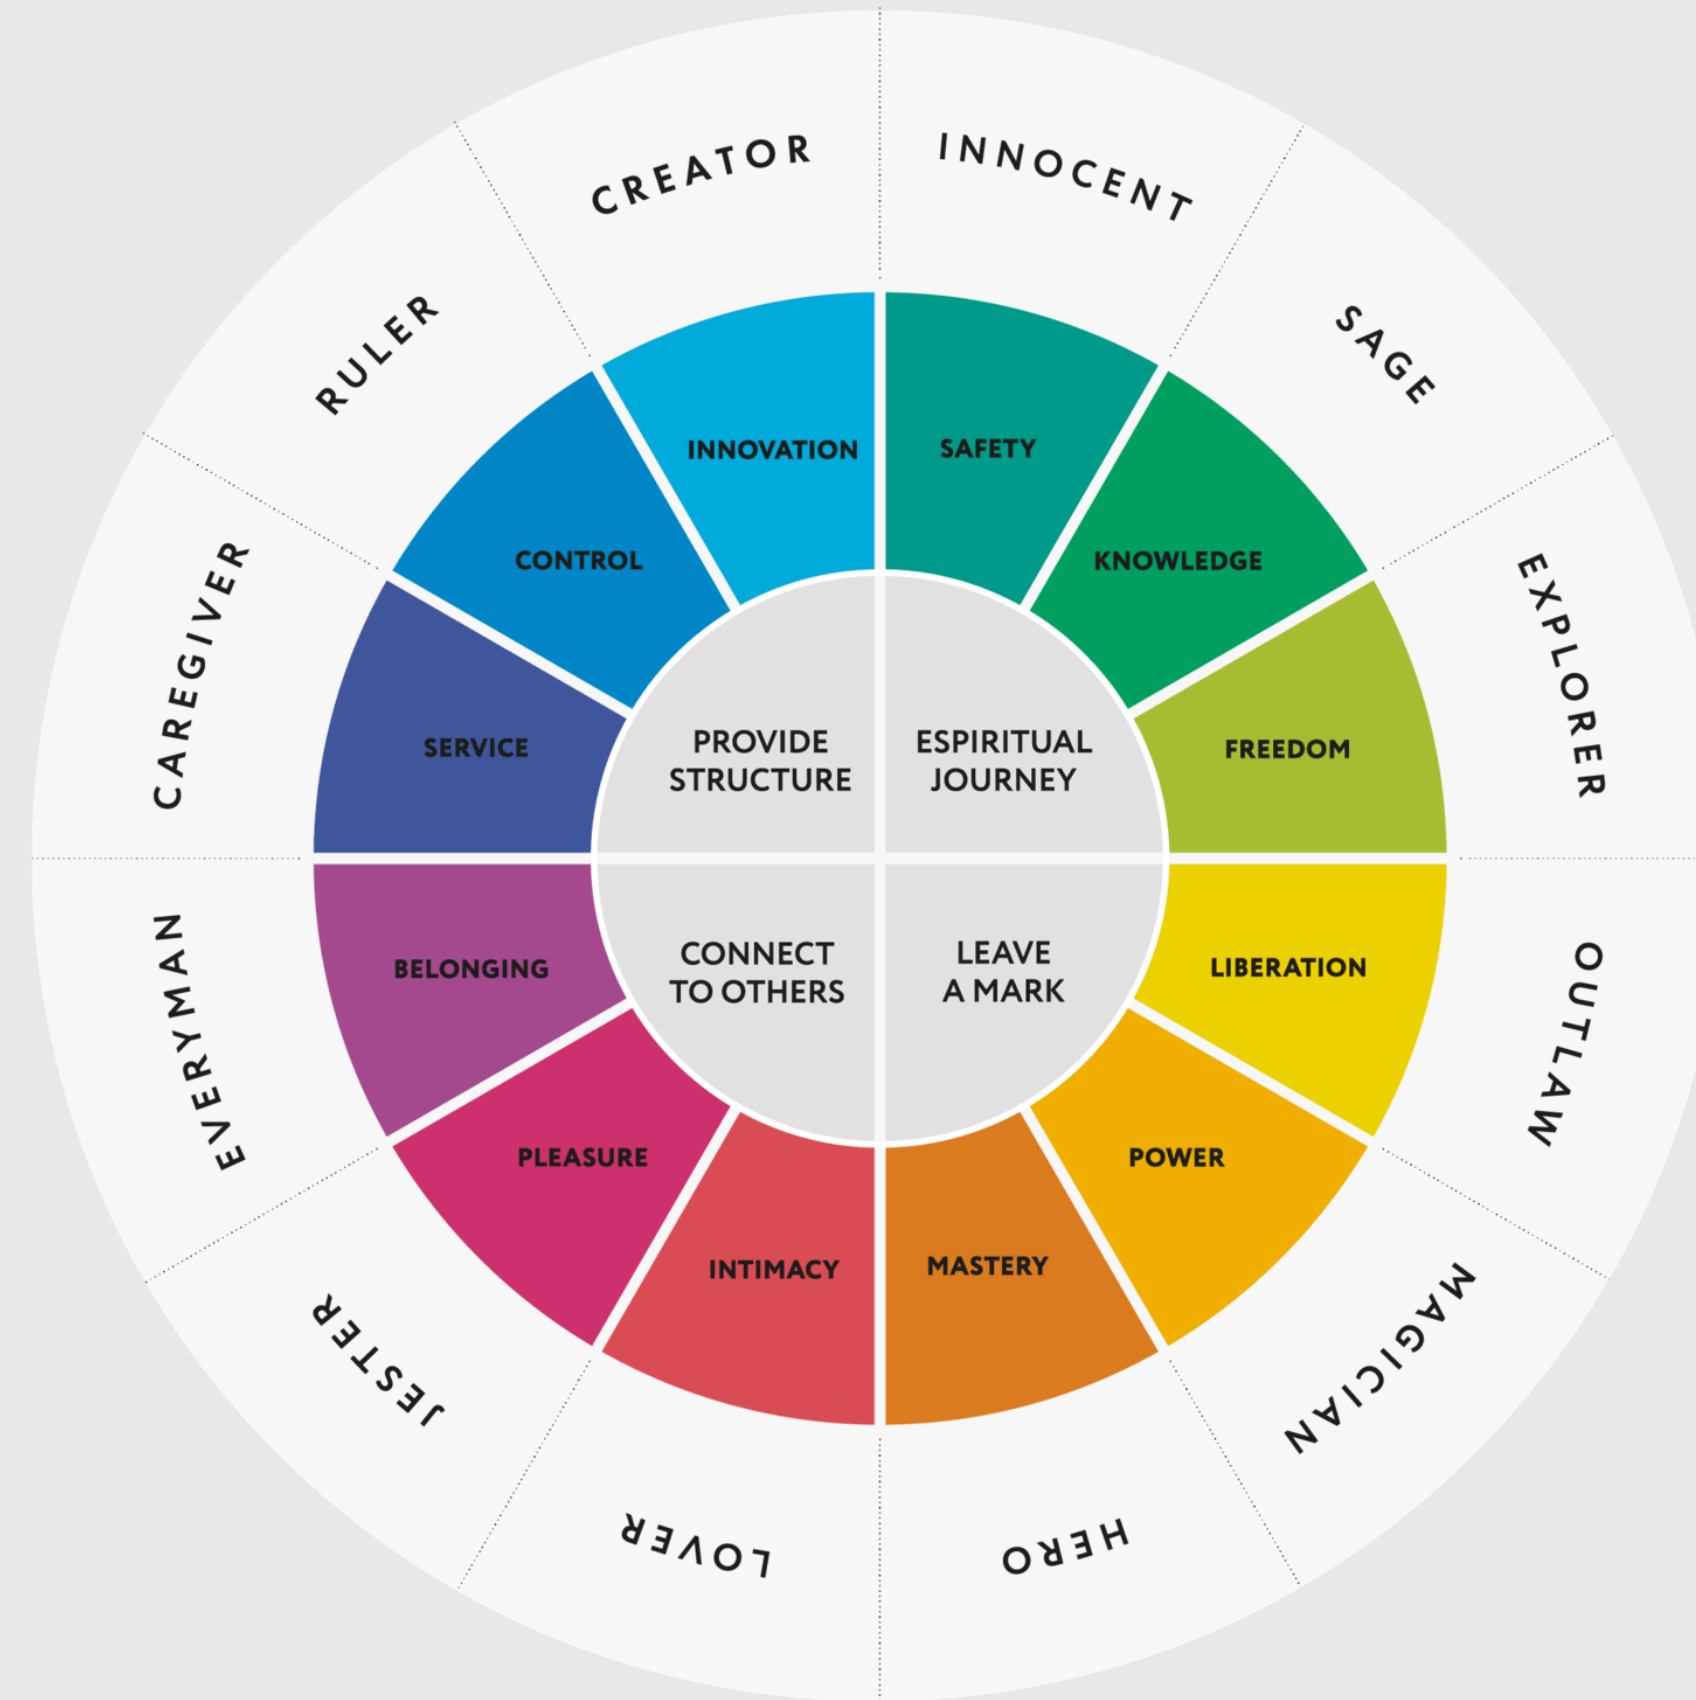 CREATOR
INNOCENT
SAGE
EXPLORER
OUTLAW
MAGICIAN
HERO
LOVER
JESTER
EVERYMAN
CAREGIVER
RULER
INNOVATION
SAFETY
KNOWLEDGE
FREEDOM
LIBERATION
POWER
MASTERY
INTIMACY
PLEASURE
BELONGING
SERVICE
CONTROL
PROVIDE
STRUCTURE
ESPIRITUAL
JOURNEY
CONNECT
TO OTHERS
LEAVE
A MARK